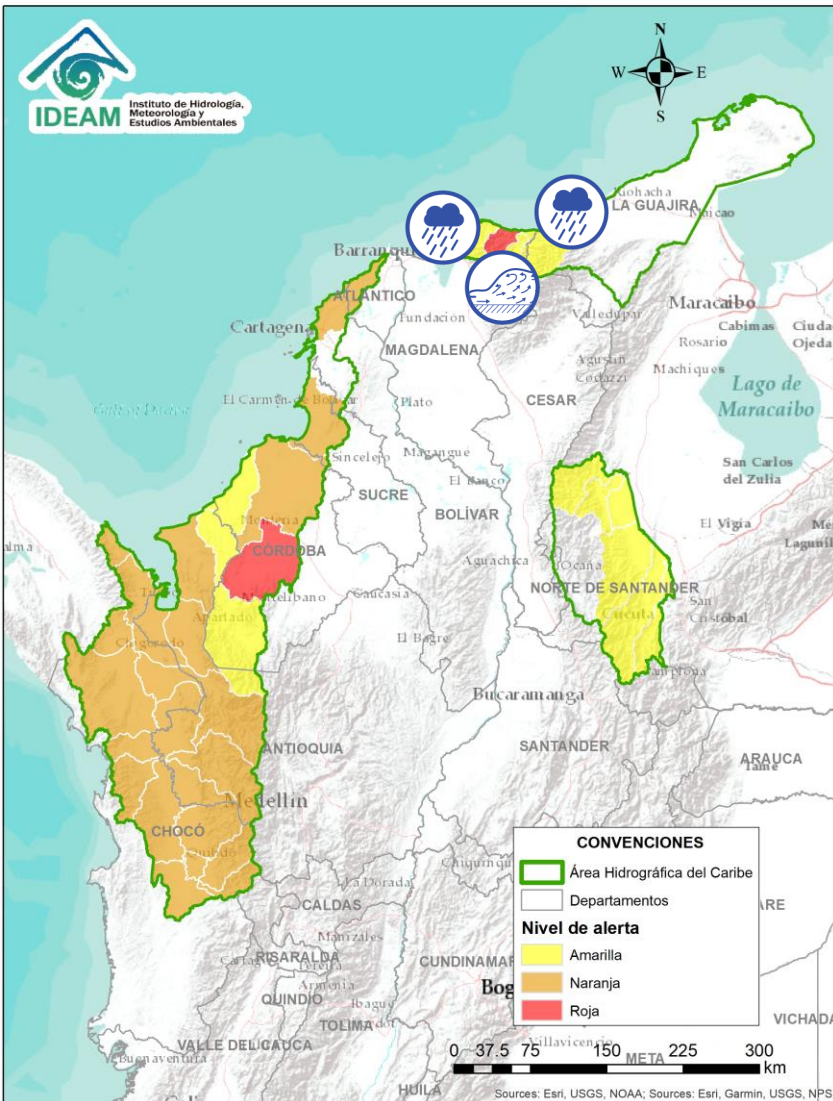 IDEAM
Instituto de Hidrología,
Meteorología y
Estudios Ambientales
N
W
E
S
Riohacha
LA GUAJIRA
Maicao
ATLÁNTICO
Cartagena
Fundación
Valledupar
Maracaibo
Cabimas
Rosario
Machiques
MAGDALENA
Agustín
Codazzi
CESAR
Lago de
Maracaibo
El Carmen de Bolívar
Plato
Sincelejo
Magangué
SUCRE
El Banco
BOLÍVAR
San Carlos
del Zulia
El Vigía
Montería
CÓRDOBA
Aguachica
Ocaña
NORTE DE SANTANDER
Cúcuta
San
Cristóbal
Caucasia
Apartadó
Chigorodó
El Bagre
Bucaramanga
SANTANDER
ANTIOQUIA
ARAUCA
Tame
Medellín
CHOCÓ
Quibdó
La Dorada
CALDAS
Manizales
RISARALDA
Pereira
Armenia
QUINDÍO
Ibagué
TOLIMA
VALLE DEL CAUCA
Buenaventura
HUILA
Villavicencio
META
VICHADA
CONVENCIONES
Área Hidrográfica del Caribe
Departamentos
Nivel de alerta
Amarilla
Naranja
Roja
0 37.5 75 150 225 300
km
Sources: Esri, USGS, NOAA; Sources: Esri, Garmin, USGS, NPS